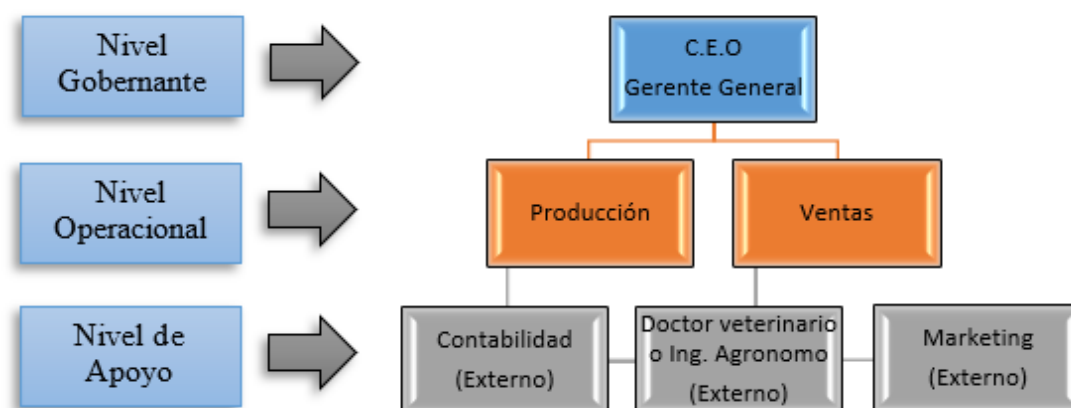 Nivel
Gobernante
C.E.O
Gerente General
Nivel
Operacional
Producción
Ventas
Nivel de
Apoyo
Contabilidad
(Externo)
Doctor veterinario
o Ing. Agronomo
(Externo)
Marketing
(Externo)